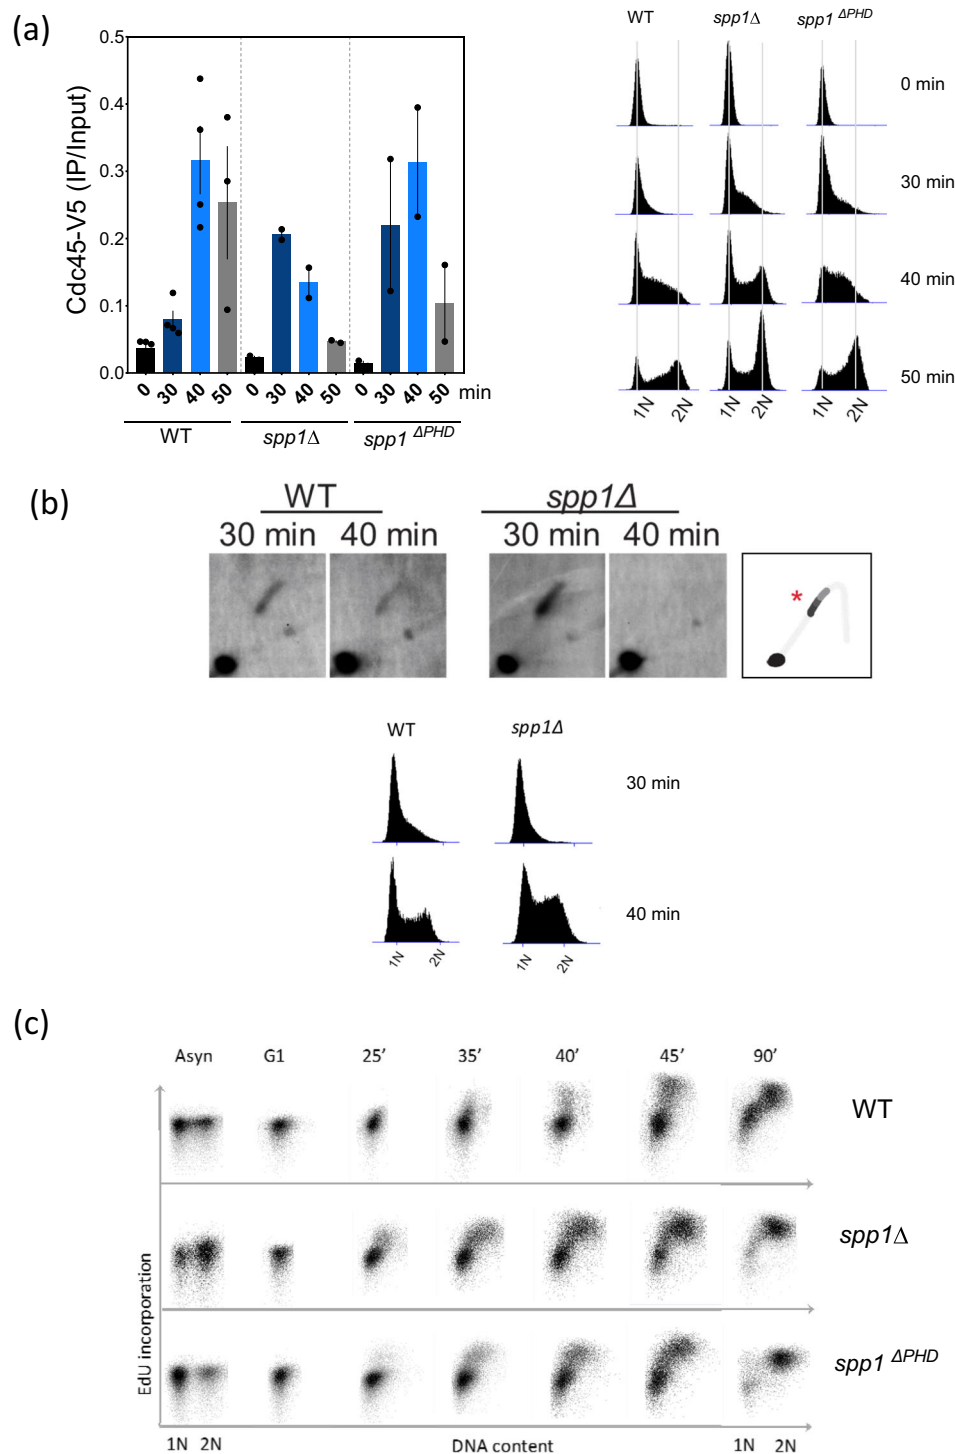 (a)
Cdc45-V5 (IP/Input)
0.5
0.4
0.3
0.2
0.1
0.0
0 30 40 50 0 30 40 50 0 30 40 50 min
WT spp1Δ spp1 ΔPHD
WT spp1Δ spp1 ΔPHD
0 min
30 min
40 min
50 min
1N 2N 1N 2N 1N 2N
(b)
WT spp1Δ
30 min 40 min 30 min 40 min
*
WT spp1Δ
30 min
40 min
1N 2N 1N 2N
(c)
Asyn G1 25' 35' 40' 45' 90'
WT
spp1Δ
spp1 ΔPHD
EdU incorporation
1N 2N DNA content 1N 2N